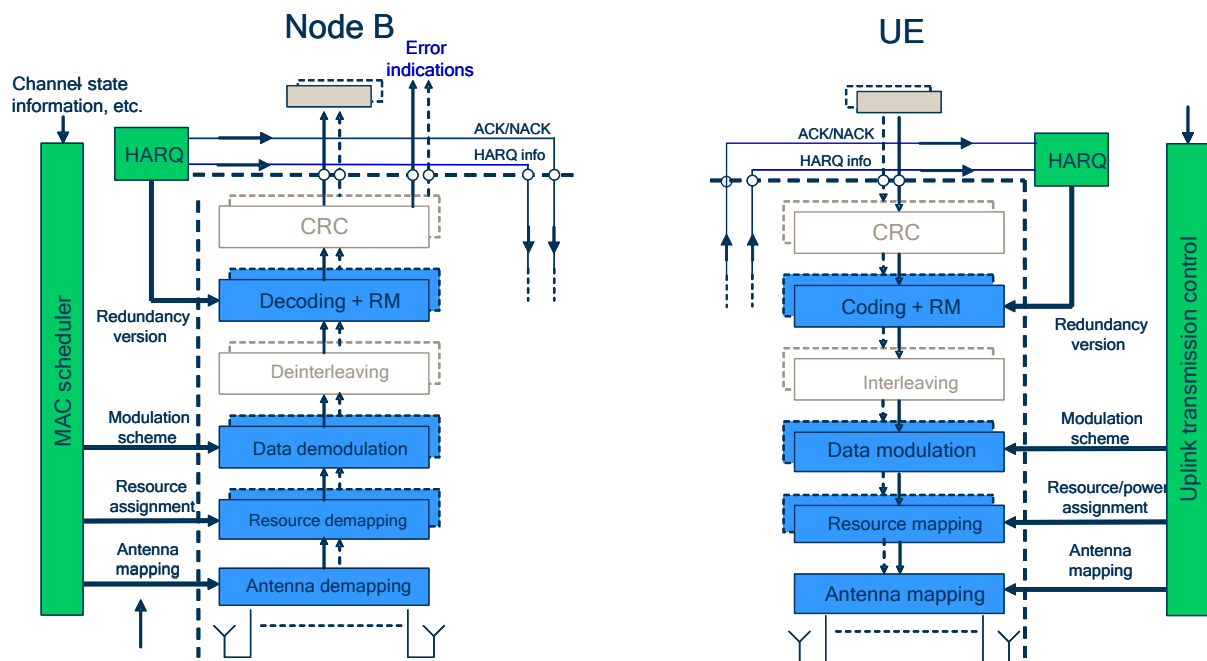 Node B
UE
Error
indications
Channel state
information, etc.
HARQ
ACK/NACK
HARQ info
CRC
Decoding + RM
Redundancy
version
Deinterleaving
MAC scheduler
Modulation
scheme
Data demodulation
Resource
assignment
Resource demapping
Antenna
mapping
Antenna demapping
ACK/NACK
HARQ info
HARQ
CRC
Coding + RM
Redundancy
version
Interleaving
Uplink transmission control
Modulation
scheme
Data modulation
Resource/power
assignment
Resource mapping
Antenna
mapping
Antenna mapping